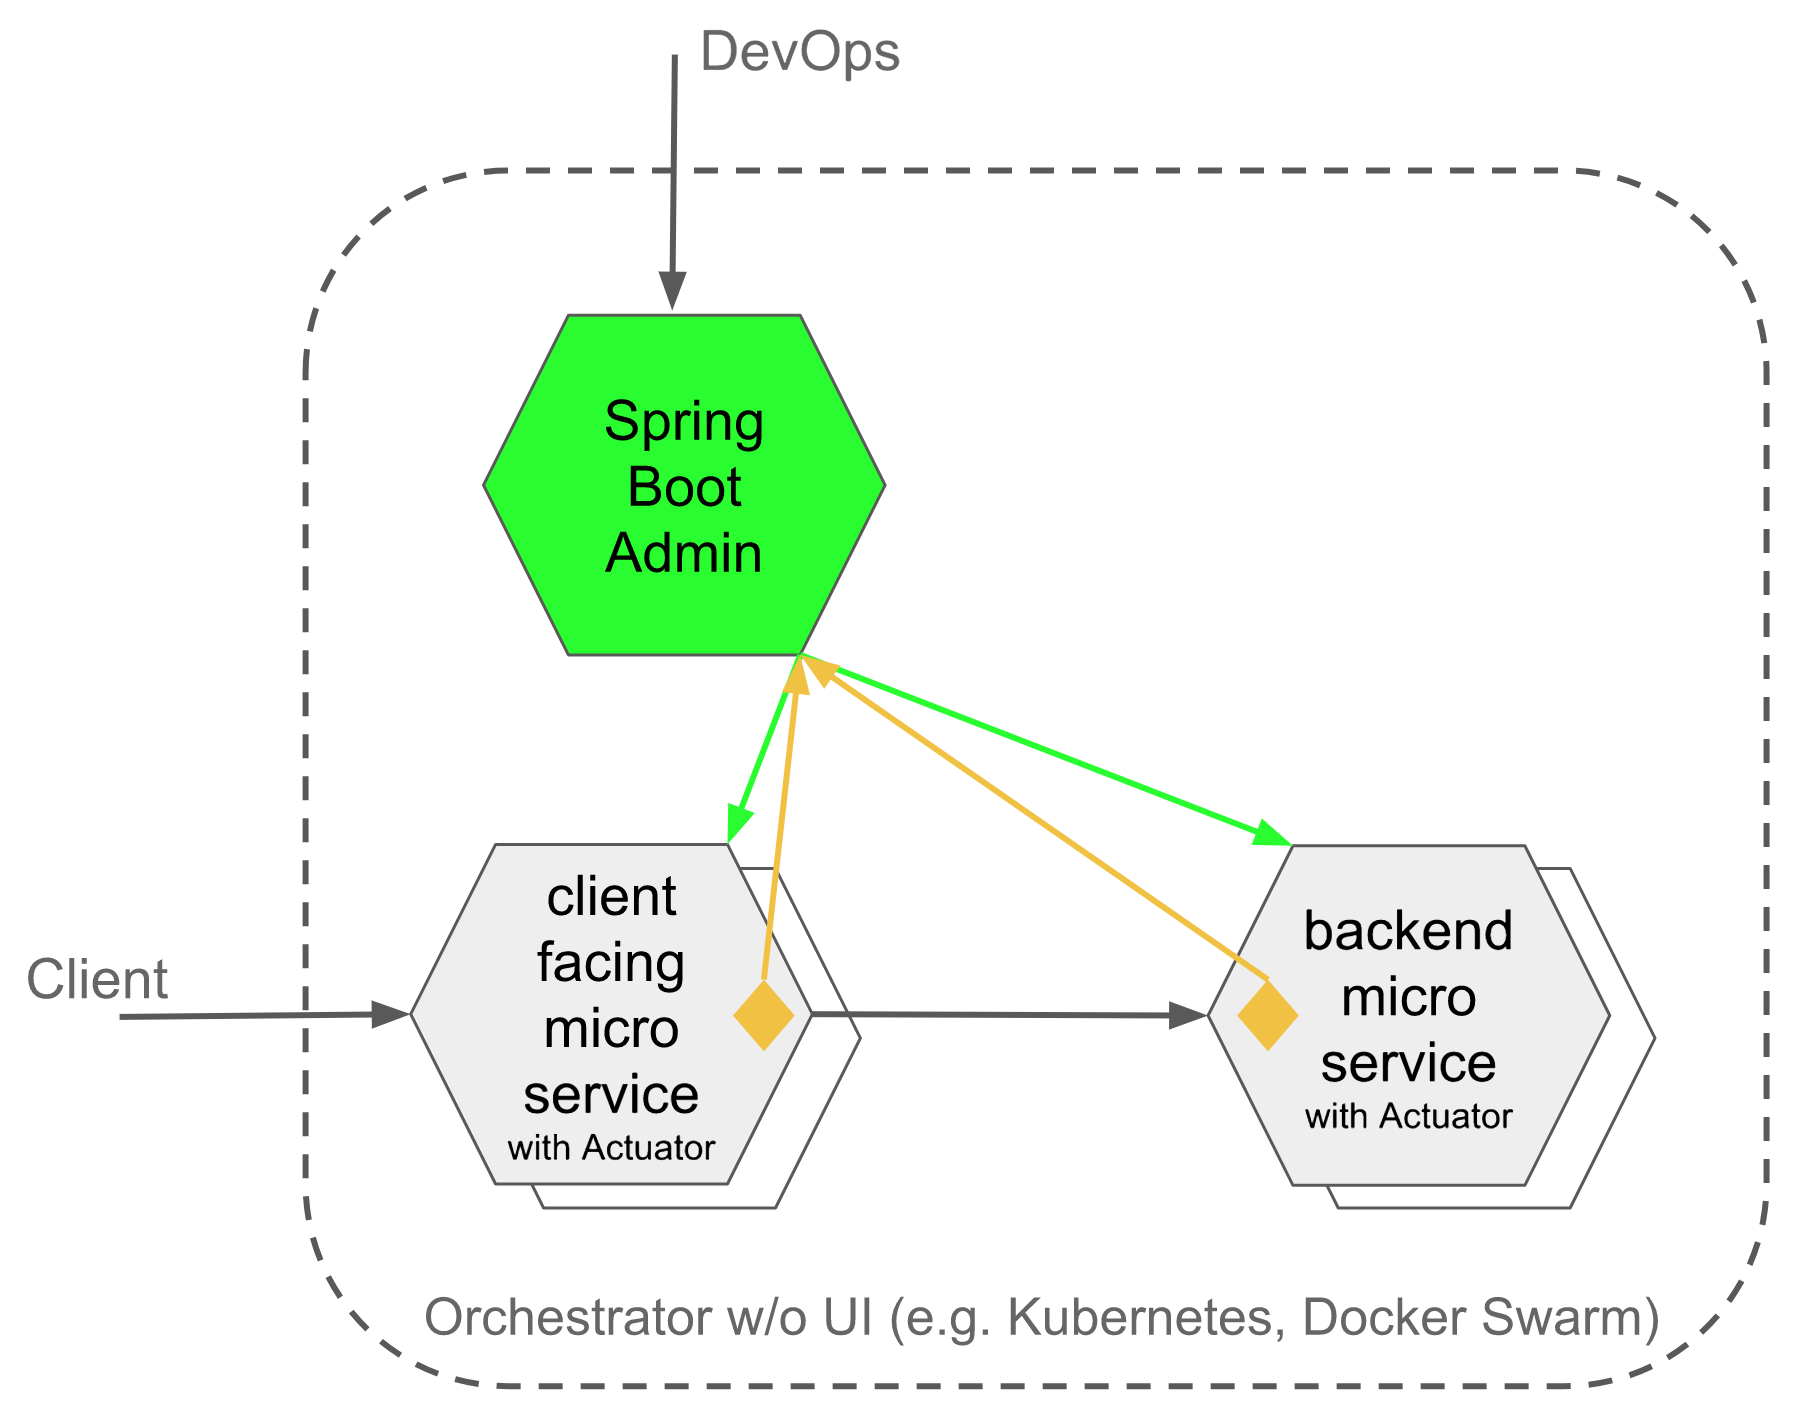 DevOps
Spring
Boot
Admin
client
facing
micro
service
with Actuator
backend
micro
service
with Actuator
Client
Orchestrator w/o UI (e.g. Kubernetes, Docker Swarm)